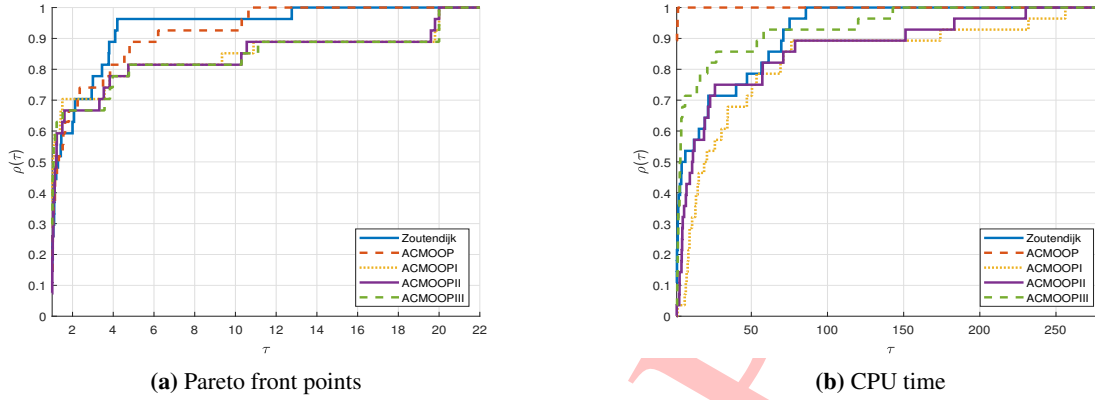 1
0.9
0.8
0.7
0.6
0.5
0.4
0.3
0.2
0.1
0
ρ(τ)
2 4 6 8 10 12 14 16 18 20 22
τ
Zoutendijk
ACMOOP
ACMOOPI
ACMOOPII
ACMOOPIII
(a) Pareto front points
1
0.9
0.8
0.7
0.6
0.5
0.4
0.3
0.2
0.1
0
ρ(τ)
50 100 150 200 250
τ
Zoutendijk
ACMOOP
ACMOOPI
ACMOOPII
ACMOOPIII
(b) CPU time